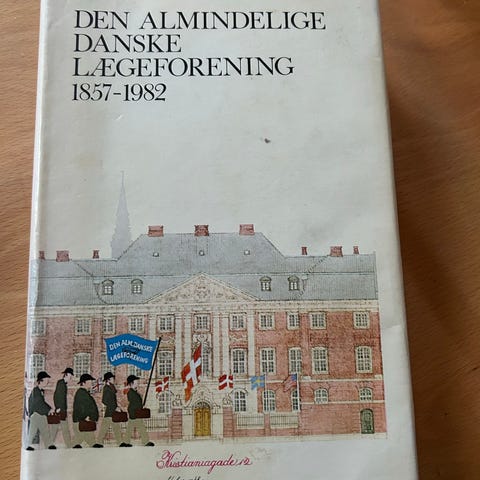 DEN ALMINDELIGE
DANSKE
LÆGEFORENING
1857-1982
DEN ALM. DANSKE
LÆGEFORENING
Kristianiagade 12